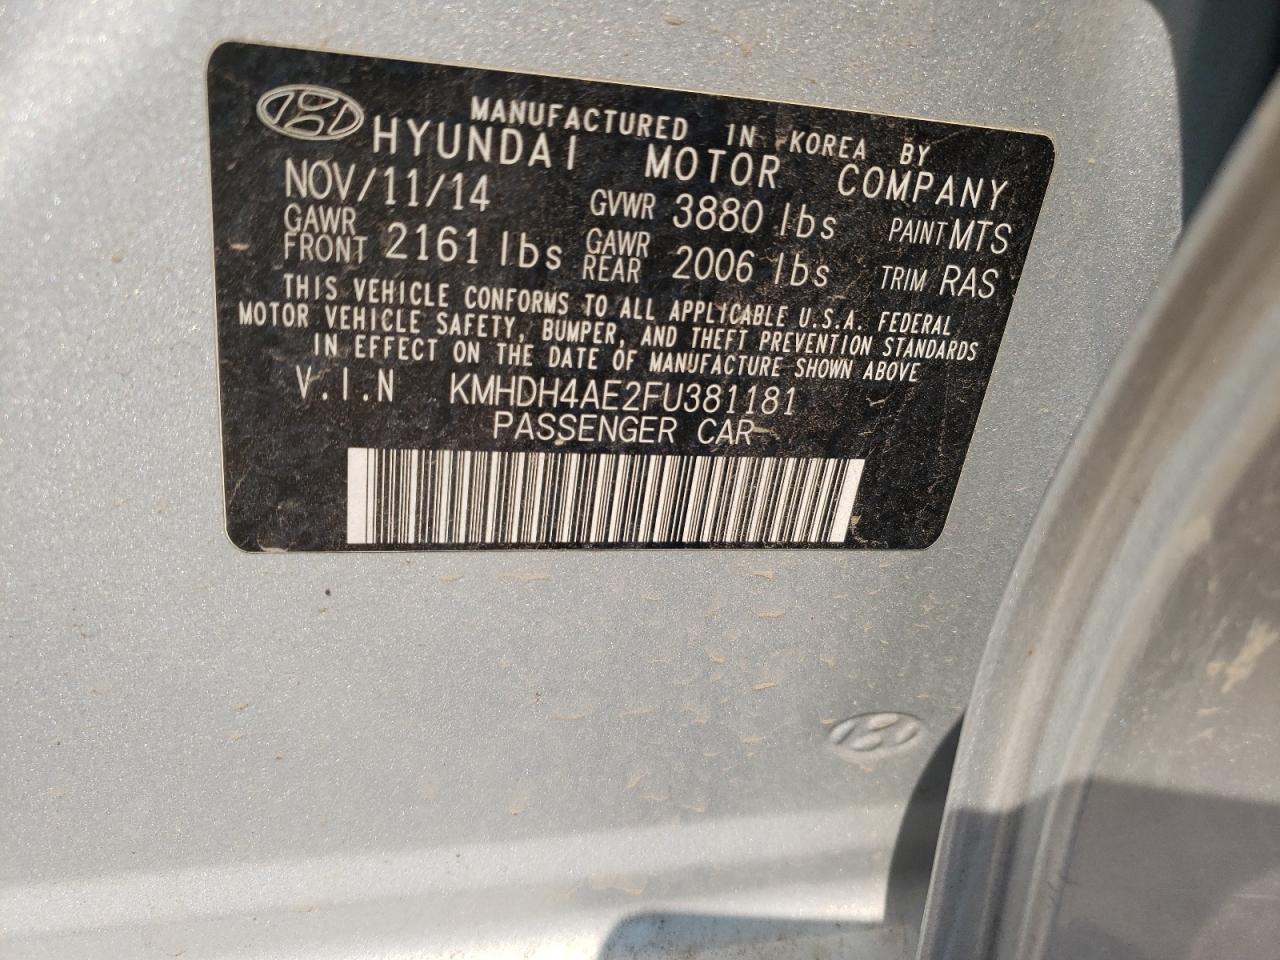 MANUFACTURED IN KOREA BY
HYUNDAI MOTOR COMPANY
NOV/11/14 GVWR 3880 lbs PAINT MTS
GAWR FRONT 2161 lbs GAWR REAR 2006 lbs TRIM RAS
THIS VEHICLE CONFORMS TO ALL APPLICABLE U.S.A. FEDERAL
MOTOR VEHICLE SAFETY, BUMPER, AND THEFT PREVENTION STANDARDS
IN EFFECT ON THE DATE OF MANUFACTURE SHOWN ABOVE
V.I.N KMHDH4AE2FU381181
PASSENGER CAR